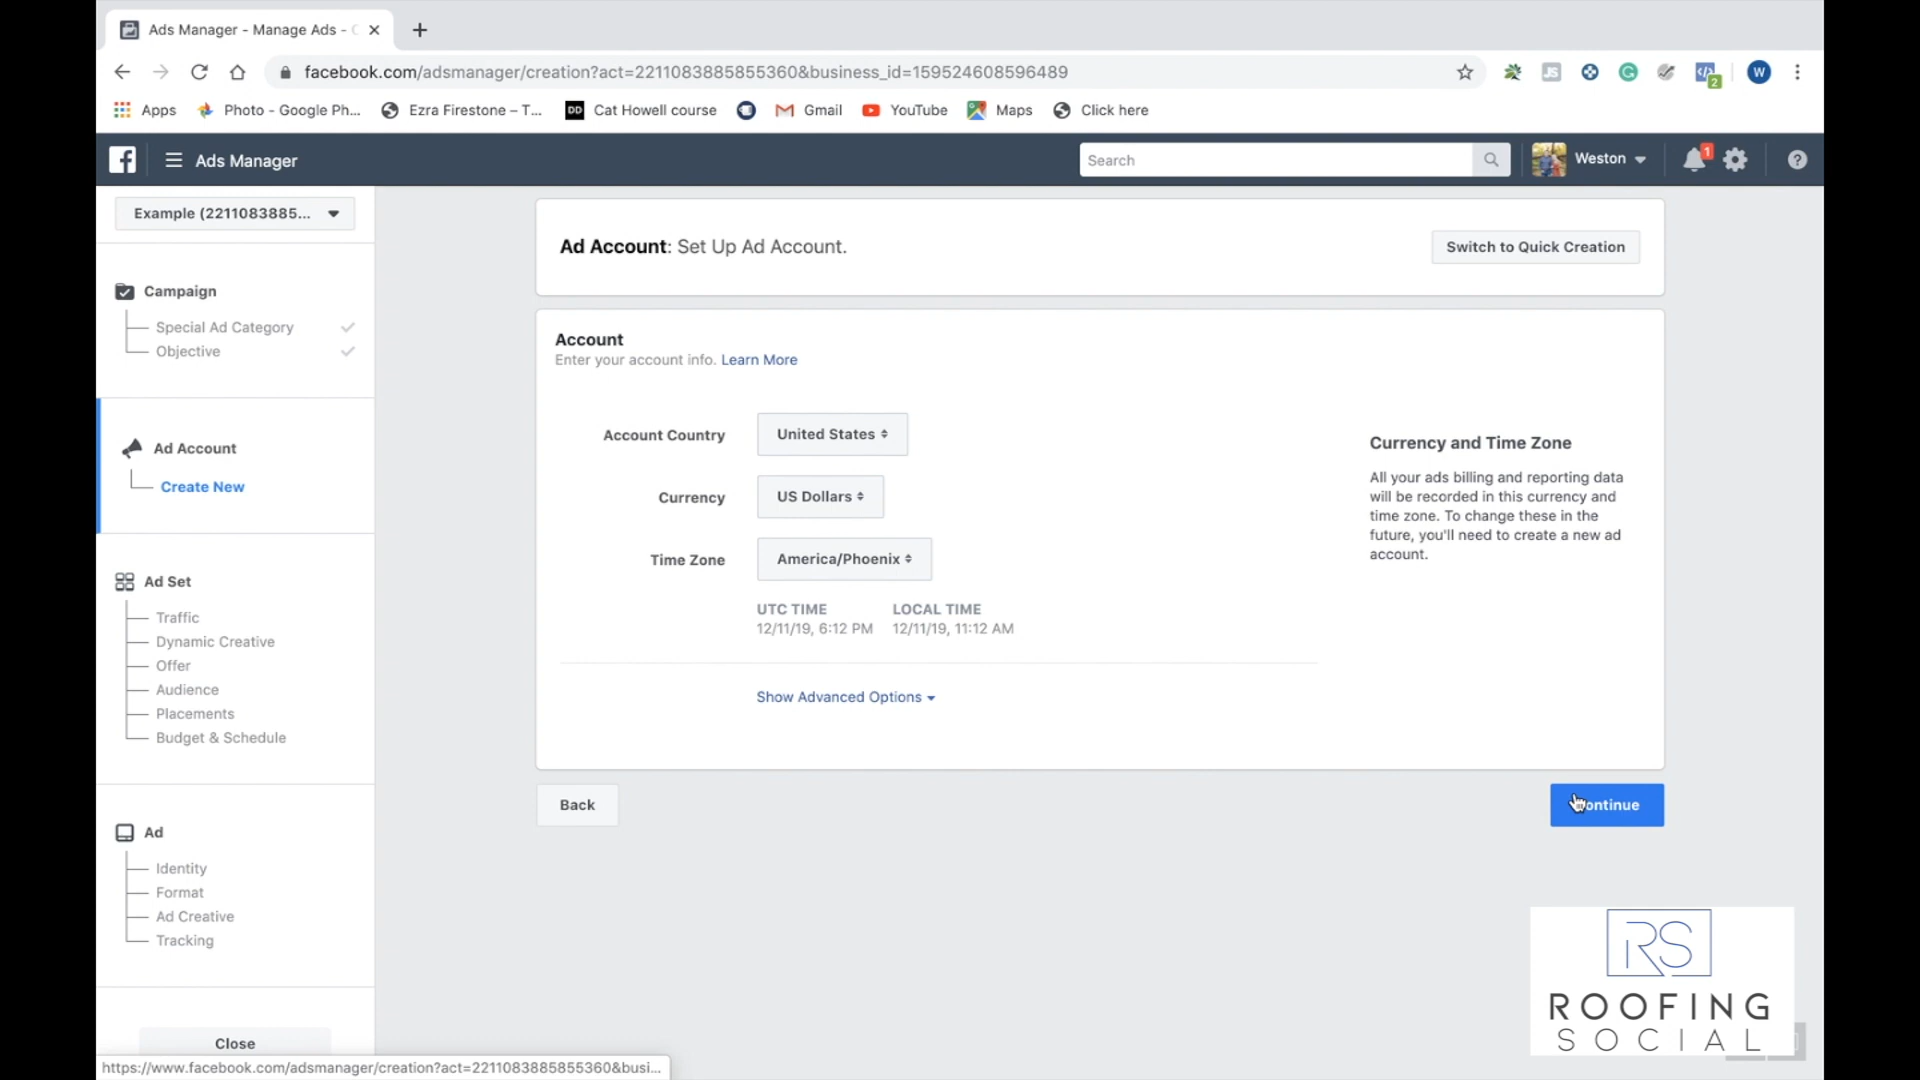 Ads Manager - Manage Ads - C
facebook.com/adsmanager/creation?act=2211083885855360&business_id=159524608596489
JS
2
W
Apps
Photo - Google Ph...
Ezra Firestone – T...
DD
Cat Howell course
Gmail
YouTube
Maps
Click here
Ads Manager
Search
Weston
1
Example (2211083885...
Campaign
Special Ad Category
Objective
Ad Account
Create New
Ad Set
Traffic
Dynamic Creative
Offer
Audience
Placements
Budget & Schedule
Ad
Identity
Format
Ad Creative
Tracking
Close
Ad Account: Set Up Ad Account.
Switch to Quick Creation
Account
Enter your account info. Learn More
Account Country
United States
Currency
US Dollars
Time Zone
America/Phoenix
UTC TIME
LOCAL TIME
12/11/19, 6:12 PM
12/11/19, 11:12 AM
Show Advanced Options
Currency and Time Zone
All your ads billing and reporting data
will be recorded in this currency and
time zone. To change these in the
future, you'll need to create a new ad
account.
Back
Continue
RS
ROOFING
SOCIAL
https://www.facebook.com/adsmanager/creation?act=2211083885855360&busi...